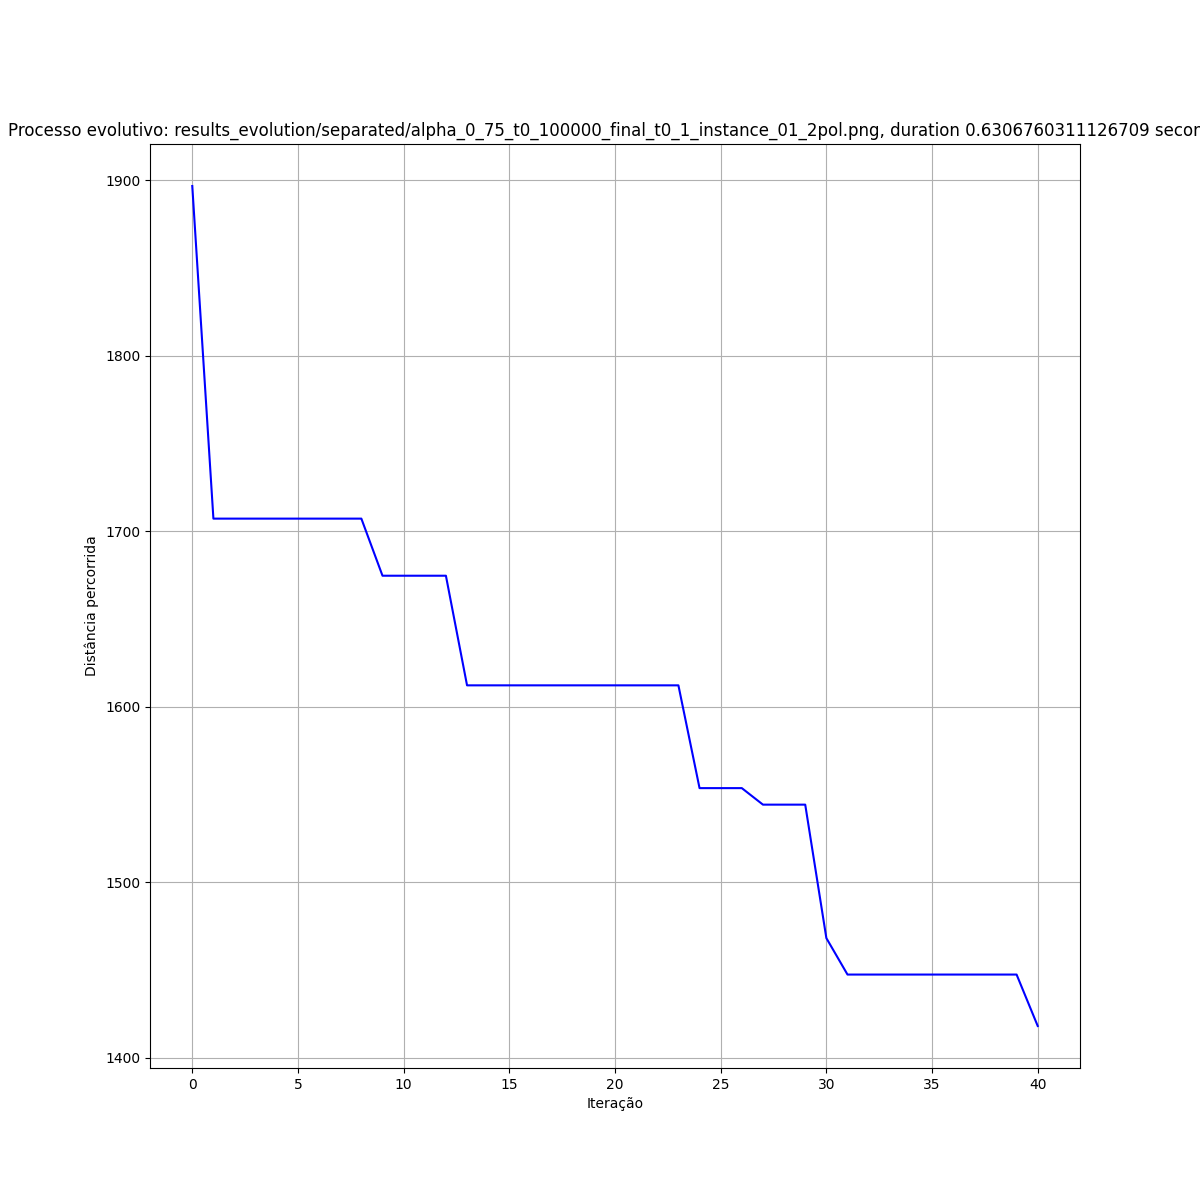 Processo evolutivo: results_evolution/separated/alpha_0_75_t0_100000_final_t0_1_instance_01_2pol.png, duration 0.6306760311126709 secor
1900
1800
1700
1600
1500
1400
Distância percorrida
0 5 10 15 20 25 30 35 40
Iteração